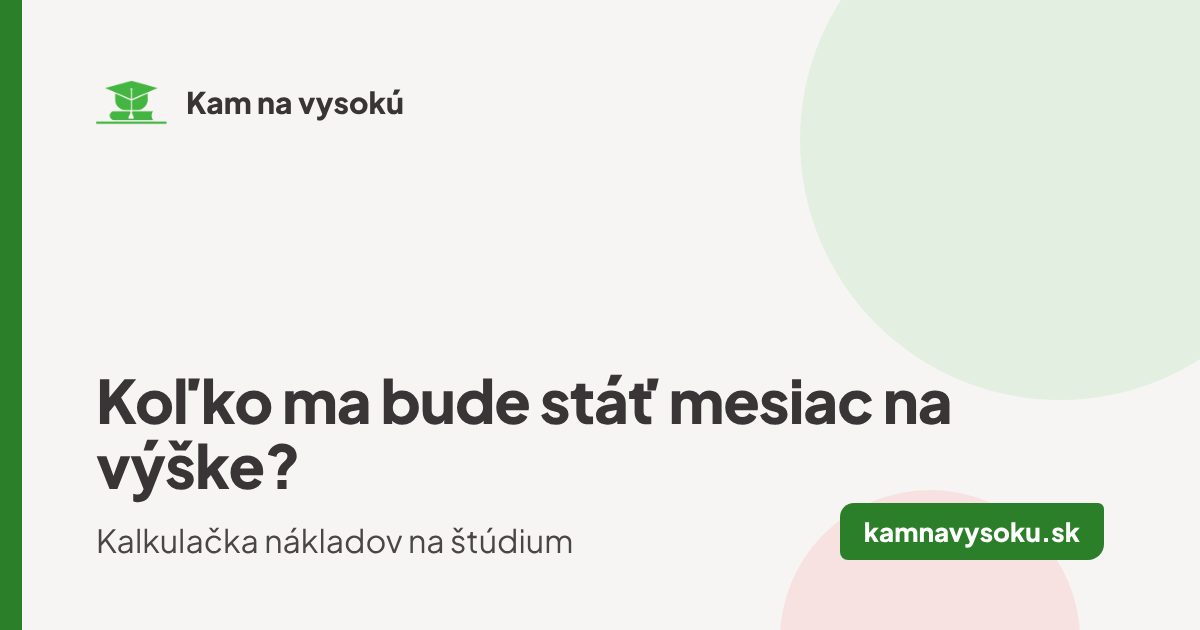 Kam na vysokú
Koľko ma bude stáť mesiac na
výške?
Kalkulačka nákladov na štúdium
kamnavysoku.sk